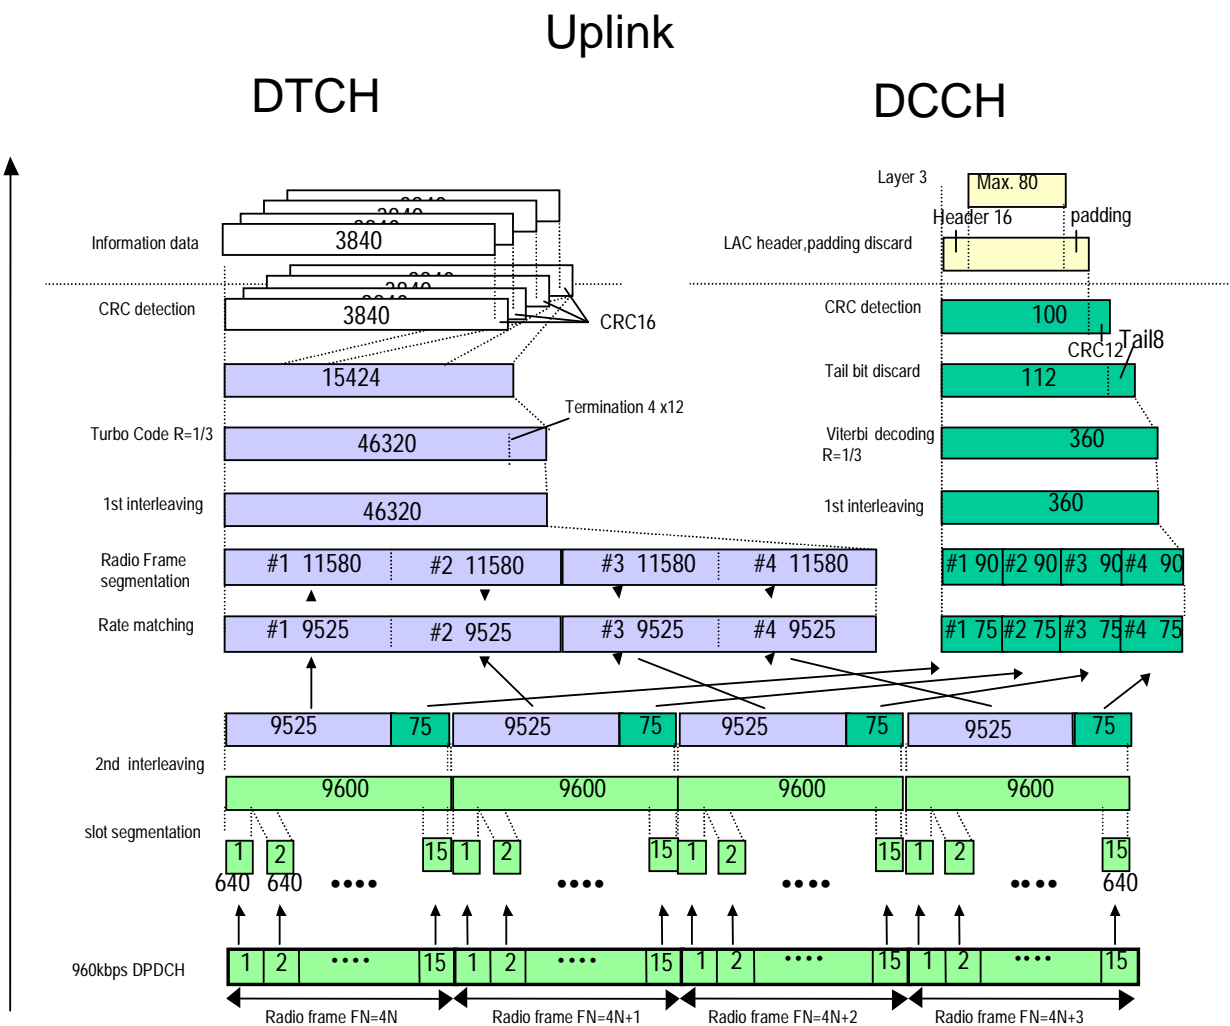 Uplink
DTCH
DCCH
Layer 3
Max. 80
Header 16
padding
3840
3840
3840
Information data
3840
LAC header,padding discard
3840
3840
3840
CRC detection
3840
CRC16
CRC detection
100
CRC12
Tail8
15424
Tail bit discard
112
Termination 4 x12
Turbo Code R=1/3
46320
Viterbi decoding
R=1/3
360
1st interleaving
46320
1st interleaving
360
Radio Frame
segmentation
#1 11580
#2 11580
#3 11580
#4 11580
#1 90
#2 90
#3 90
#4 90
Rate matching
#1 9525
#2 9525
#3 9525
#4 9525
#1 75
#2 75
#3 75
#4 75
9525
75
9525
75
9525
75
9525
75
2nd interleaving
9600
9600
9600
9600
slot segmentation
1
2
15
1
2
15
1
2
15
1
2
15
640
640
••••
••••
••••
••••
640
960kbps DPDCH
1
2
••••
15
1
2
••••
15
1
2
••••
15
1
2
••••
15
Radio frame FN=4N
Radio frame FN=4N+1
Radio frame FN=4N+2
Radio frame FN=4N+3